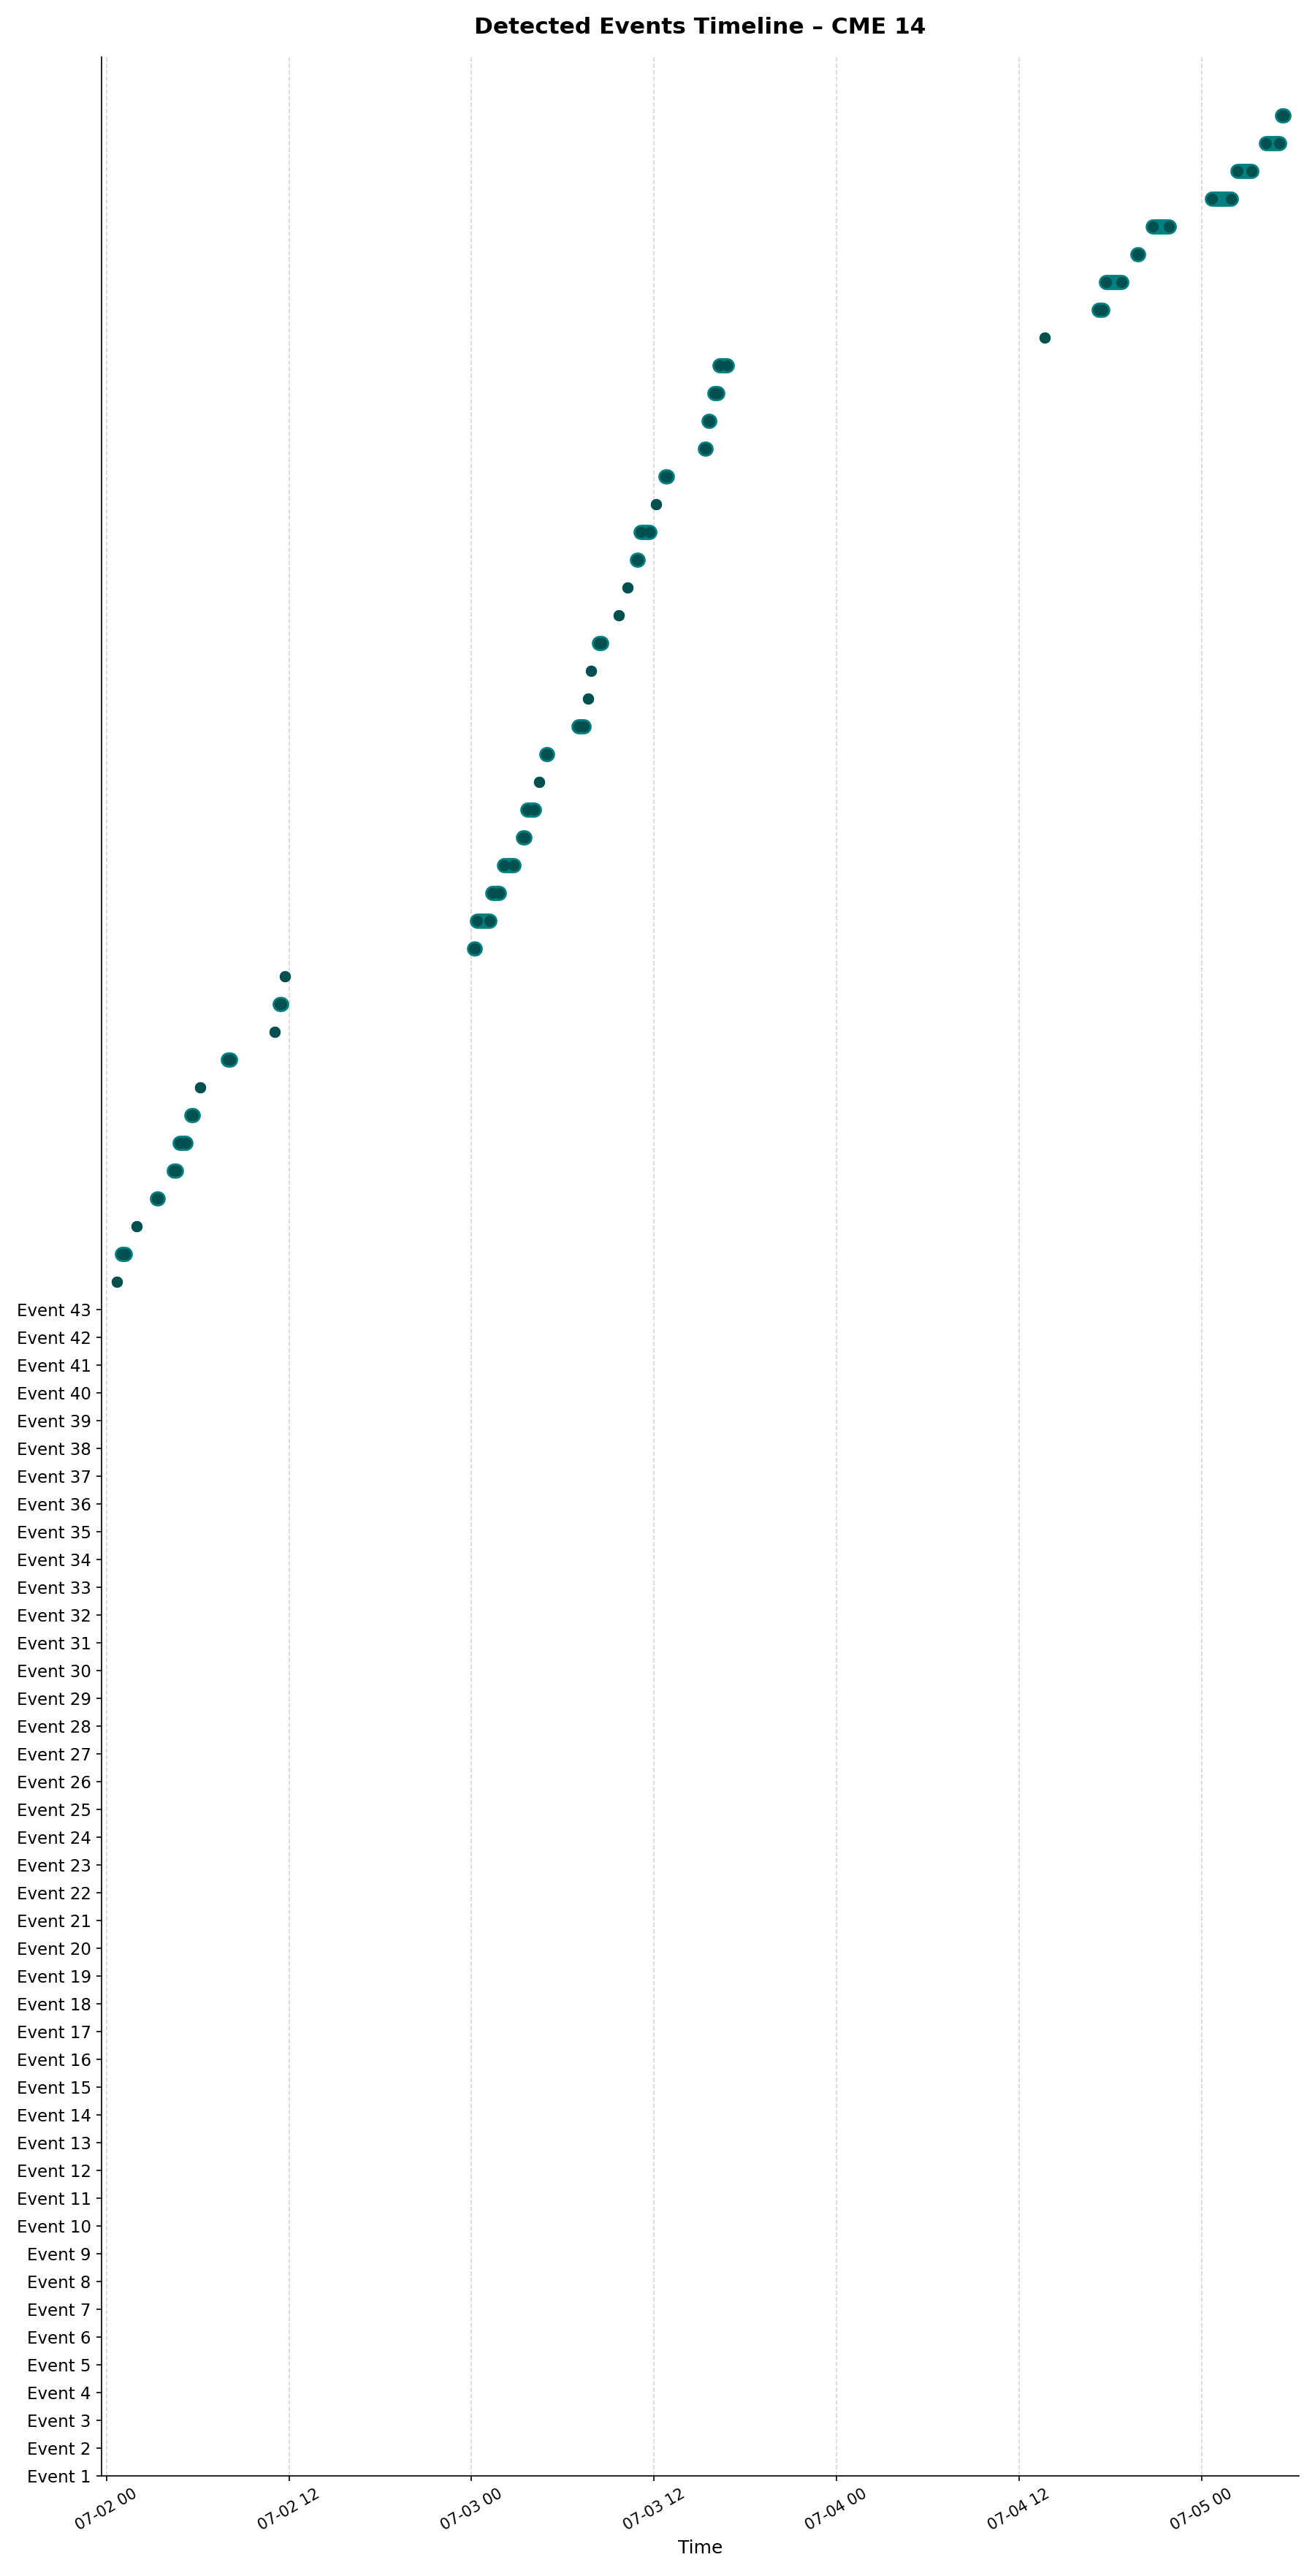 Detected Events Timeline – CME 14
Event 43
Event 42
Event 41
Event 40
Event 39
Event 38
Event 37
Event 36
Event 35
Event 34
Event 33
Event 32
Event 31
Event 30
Event 29
Event 28
Event 27
Event 26
Event 25
Event 24
Event 23
Event 22
Event 21
Event 20
Event 19
Event 18
Event 17
Event 16
Event 15
Event 14
Event 13
Event 12
Event 11
Event 10
Event 9
Event 8
Event 7
Event 6
Event 5
Event 4
Event 3
Event 2
Event 1
07-02 00
07-02 12
07-03 00
07-03 12
07-04 00
07-04 12
07-05 00
Time